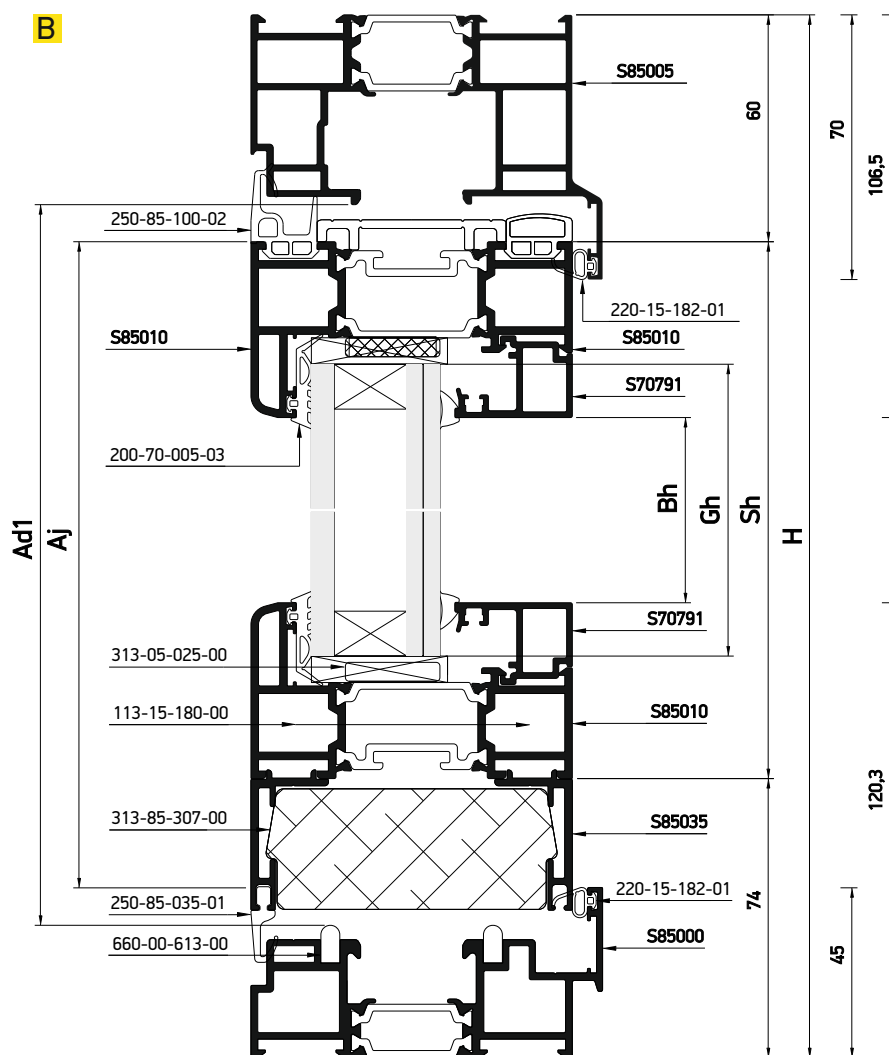 B
S85005
60
70
106,5
250-85-100-02
220-15-182-01
S85010
S85010
S70791
200-70-005-03
Ad1
Aj
Bh
Gh
Sh
H
S70791
313-05-025-00
113-15-180-00
S85010
120,3
313-85-307-00
S85035
220-15-182-01
250-85-035-01
74
660-00-613-00
S85000
45